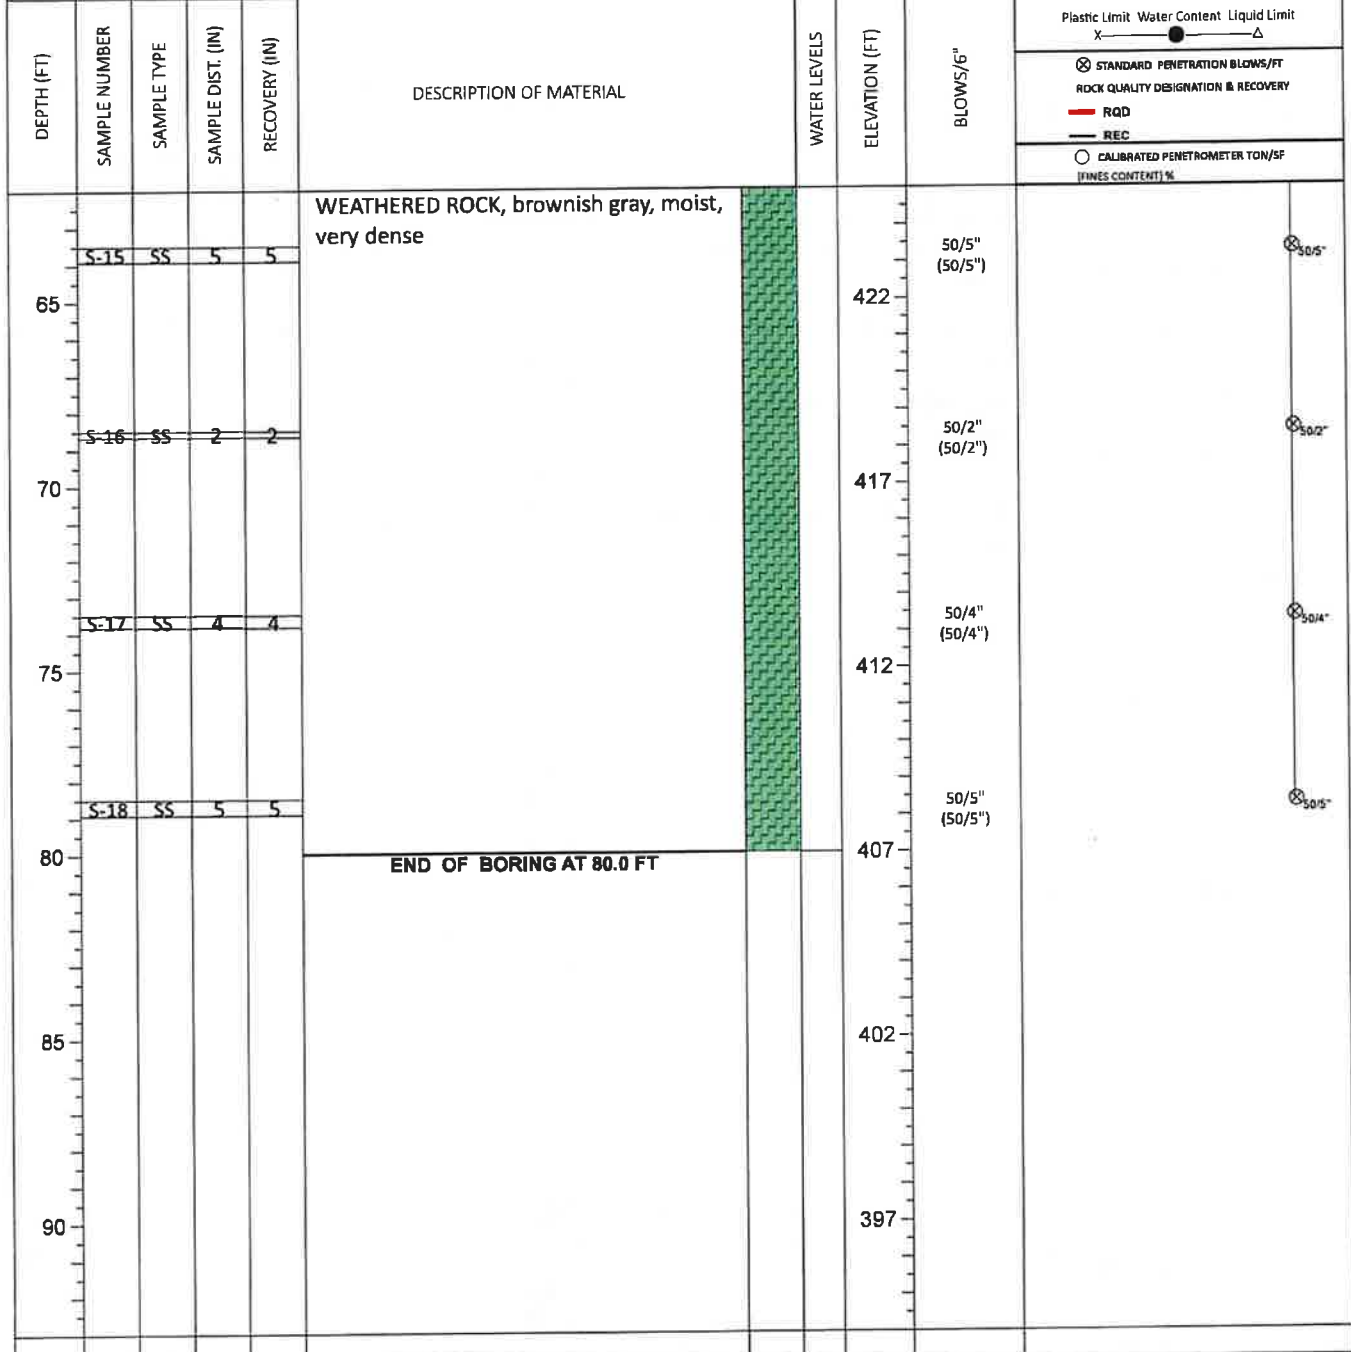 DEPTH (FT)
SAMPLE NUMBER
SAMPLE TYPE
SAMPLE DIST. (IN)
RECOVERY (IN)
DESCRIPTION OF MATERIAL
WATER LEVELS
ELEVATION (FT)
BLOWS/6"
Plastic Limit Water Content Liquid Limit
X Δ
STANDARD PENETRATION BLOWS/FT
ROCK QUALITY DESIGNATION & RECOVERY
RQD
REC
CALIBRATED PENETROMETER TON/SF
[FINES CONTENT] %
WEATHERED ROCK, brownish gray, moist,
very dense
S-15 SS 5 5
50/5"
(50/5")
50/5"
65
422
S-16 SS 2 2
50/2"
(50/2")
50/2"
70
417
S-17 SS 4 4
50/4"
(50/4")
50/4"
75
412
S-18 SS 5 5
50/5"
(50/5")
50/5"
80
407
END OF BORING AT 80.0 FT
85
402
90
397